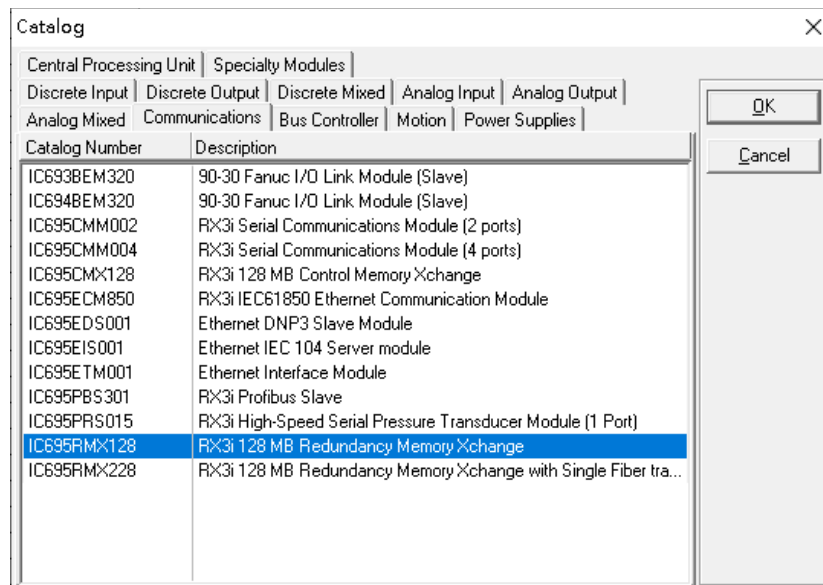 Catalog
Central Processing Unit Specialty Modules
Discrete Input Discrete Output Discrete Mixed Analog Input Analog Output
Analog Mixed Communications Bus Controller Motion Power Supplies
OK
Cancel
Catalog Number Description
IC693BEM320 90-30 Fanuc I/O Link Module (Slave)
IC694BEM320 90-30 Fanuc I/O Link Module (Slave)
IC695CMM002 RX3i Serial Communications Module (2 ports)
IC695CMM004 RX3i Serial Communications Module (4 ports)
IC695CMX128 RX3i 128 MB Control Memory Xchange
IC695ECM850 RX3i IEC61850 Ethernet Communication Module
IC695EDS001 Ethernet DNP3 Slave Module
IC695EIS001 Ethernet IEC 104 Server module
IC695ETM001 Ethernet Interface Module
IC695PBS301 RX3i Profibus Slave
IC695PRS015 RX3i High-Speed Serial Pressure Transducer Module (1 Port)
IC695RMX128 RX3i 128 MB Redundancy Memory Xchange
IC695RMX228 RX3i 128 MB Redundancy Memory Xchange with Single Fiber tra...